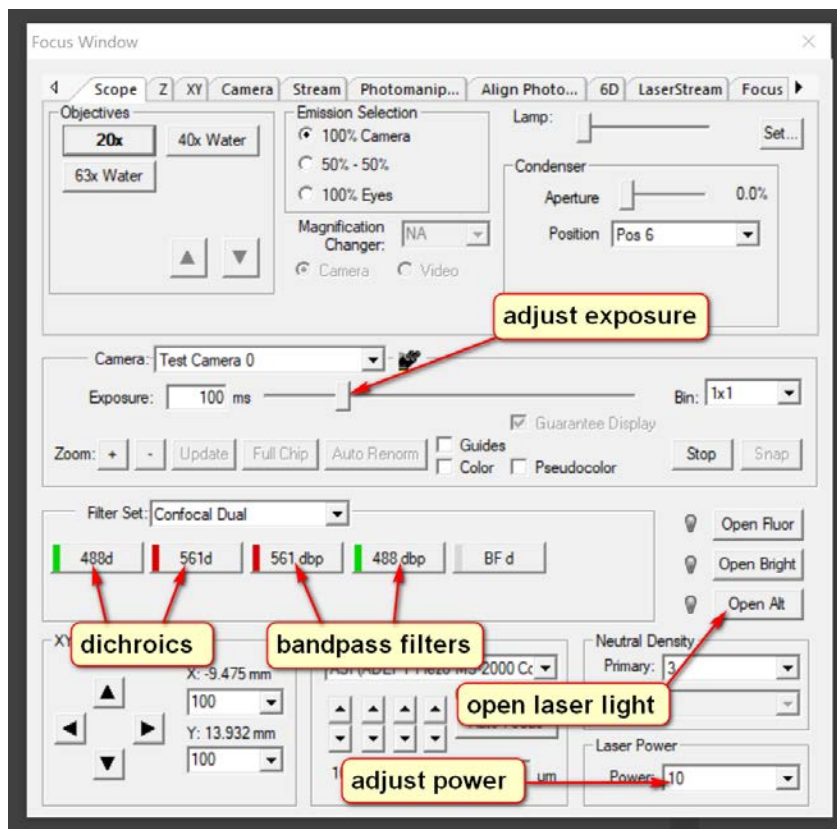 Focus Window
Scope Z XY Camera Stream Photomanip... Align Photo... 6D LaserStream Focus
Objectives
20x 40x Water
63x Water
Emission Selection
100% Camera
50% - 50%
100% Eyes
Magnification
Changer: NA
Camera Video
Lamp: Set...
Condenser
Aperture 0.0%
Position Pos 6
adjust exposure
Camera: Test Camera 0
Exposure: 100 ms Bin: 1x1
Guarantee Display
Zoom: + - Update Full Chip Auto Renorm Guides Stop Snap
Color Pseudocolor
Filter Set: Confocal Dual
488d 561d 561 dbp 488 dbp BF d
Open Fluor
Open Bright
Open Alt
dichroics bandpass filters
XY
X: -9.475 mm
100
Y: 13.932 mm
100
open laser light
um
Neutral Density
Primary: 3
Laser Power
Power: 10
adjust power